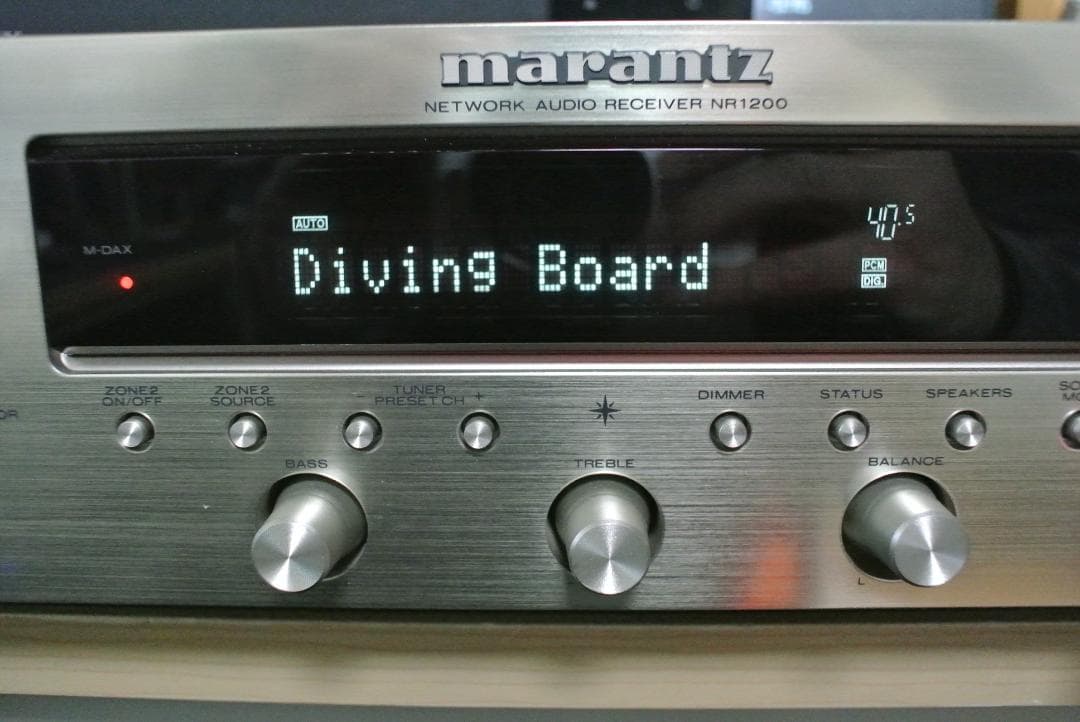 marantz
NETWORK AUDIO RECEIVER NR1200
AUTO
40.5
M-DAX
Diving Board
PCM
DIG.
ZONE2 ON/OFF
ZONE2 SOURCE
TUNER
- PRESET CH +
DIMMER
STATUS
SPEAKERS
BASS
TREBLE
BALANCE
L